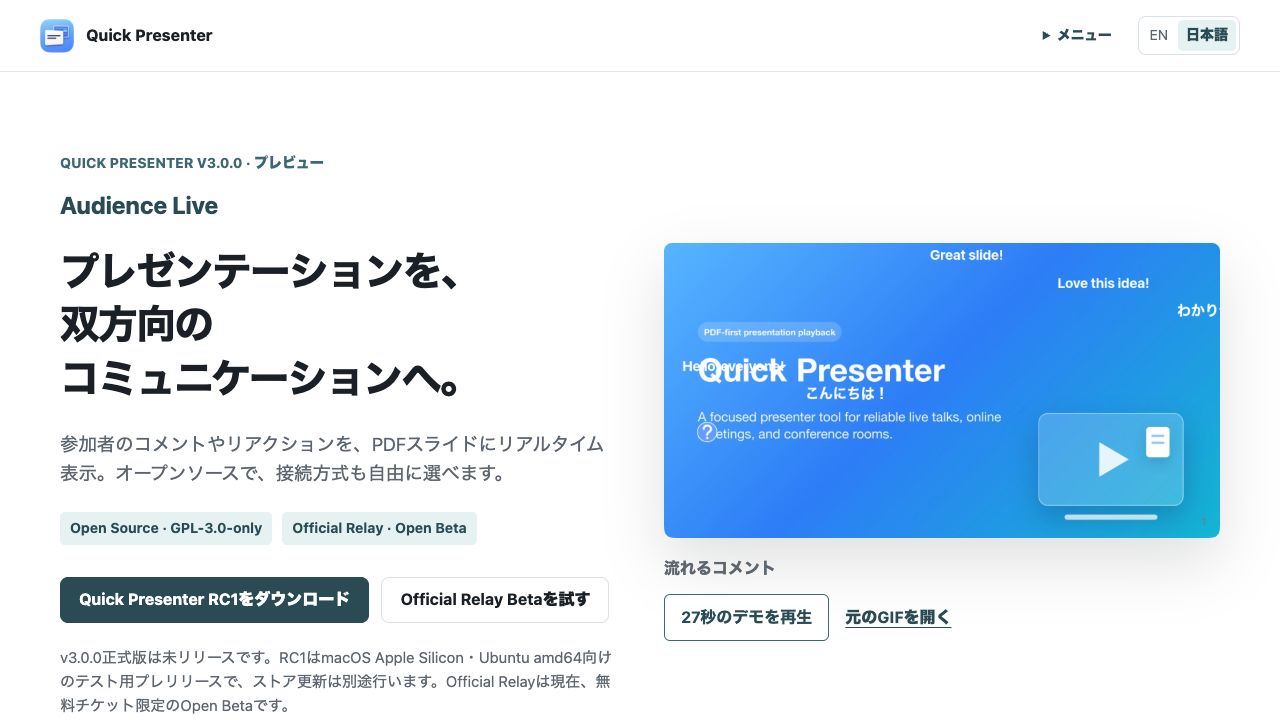 Quick Presenter
▶ メニュー
EN
日本語
QUICK PRESENTER V3.0.0 · プレビュー
Audience Live
プレゼンテーションを、
双方向の
コミュニケーションへ。
参加者のコメントやリアクションを、PDFスライドにリアルタイム
表示。オープンソースで、接続方式も自由に選べます。
Open Source · GPL-3.0-only
Official Relay · Open Beta
Quick Presenter RC1をダウンロード
Official Relay Betaを試す
v3.0.0正式版は未リリースです。RC1はmacOS Apple Silicon・Ubuntu amd64向け
のテスト用プレリリースで、ストア更新は別途行います。Official Relayは現在、無
料チケット限定のOpen Betaです。
Great slide!
Love this idea!
わかり
PDF-first presentation playback
Hello everyone!
Quick Presenter
こんにちは！
A focused presenter tool for reliable live talks, online
?
etings, and conference rooms.
1
流れるコメント
27秒のデモを再生
元のGIFを開く